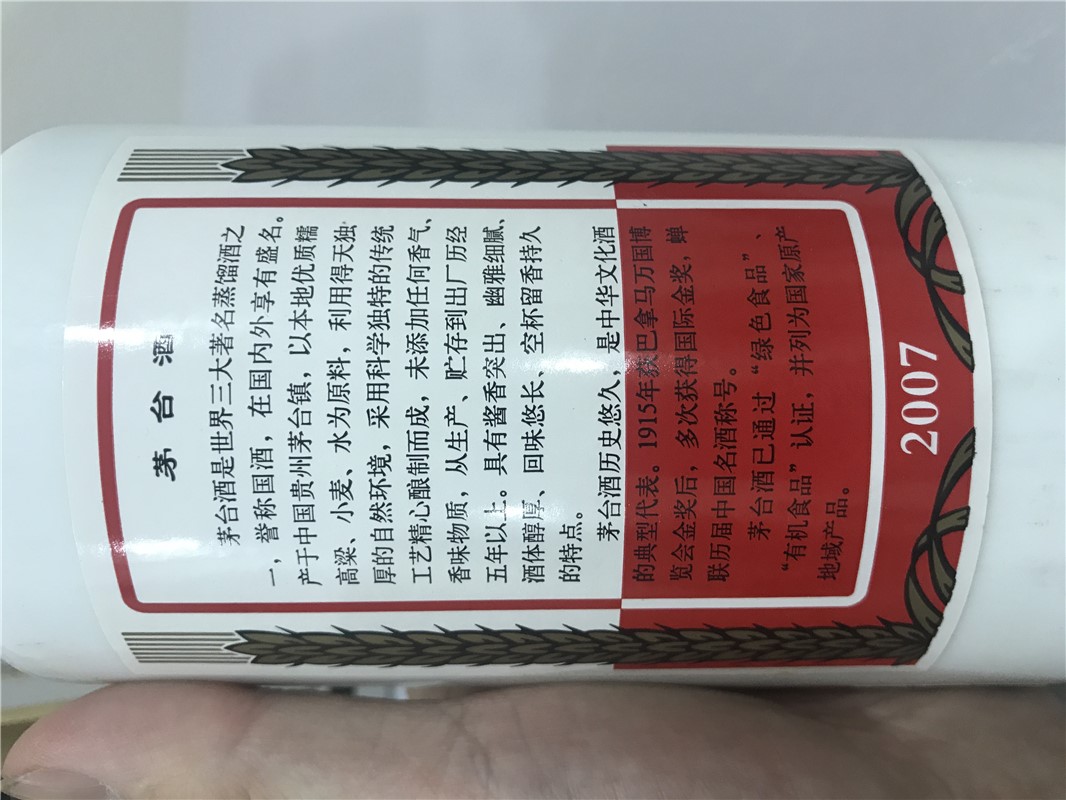 茅台酒
茅台酒是世界三大著名蒸馏酒之
一，誉称国酒，在国内外享有盛名。
产于中国贵州茅台镇，以本地优质糯
高粱、小麦、水为原料，利用得天独
厚的自然环境，采用科学独特的传统
工艺精心酿制而成，未添加任何香气、
香味物质，从生产、贮存到出厂历经
五年以上。具有酱香突出、幽雅细腻、
酒体醇厚、回味悠长、空杯留香持久
的特点。
茅台酒历史悠久，是中华文化酒
的典型代表。1915年荻巴拿马万国博
览会金奖后，多次获得国际金奖，蝉
联历届中国名酒称号。
茅台酒已通过“绿色食品”、
“有机食品”认证，并列为国家原产
地域产品。
2007